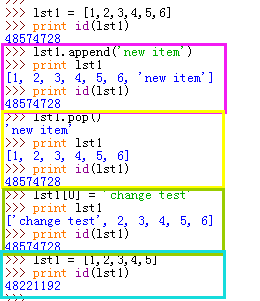 >>> lst1 = [1,2,3,4,5,6]
>>> print id(lst1)
48574728
>>> lst1.append('new item')
>>> print lst1
[1, 2, 3, 4, 5, 6, 'new item']
>>> print id(lst1)
48574728
>>> lst1.pop()
'new item'
>>> print lst1
[1, 2, 3, 4, 5, 6]
>>> print id(lst1)
48574728
>>> lst1[0] = 'change test'
>>> print lst1
['change test', 2, 3, 4, 5, 6]
>>> print id(lst1)
48574728
>>> lst1 = [1,2,3,4,5]
>>> print id(lst1)
48221192
>>>